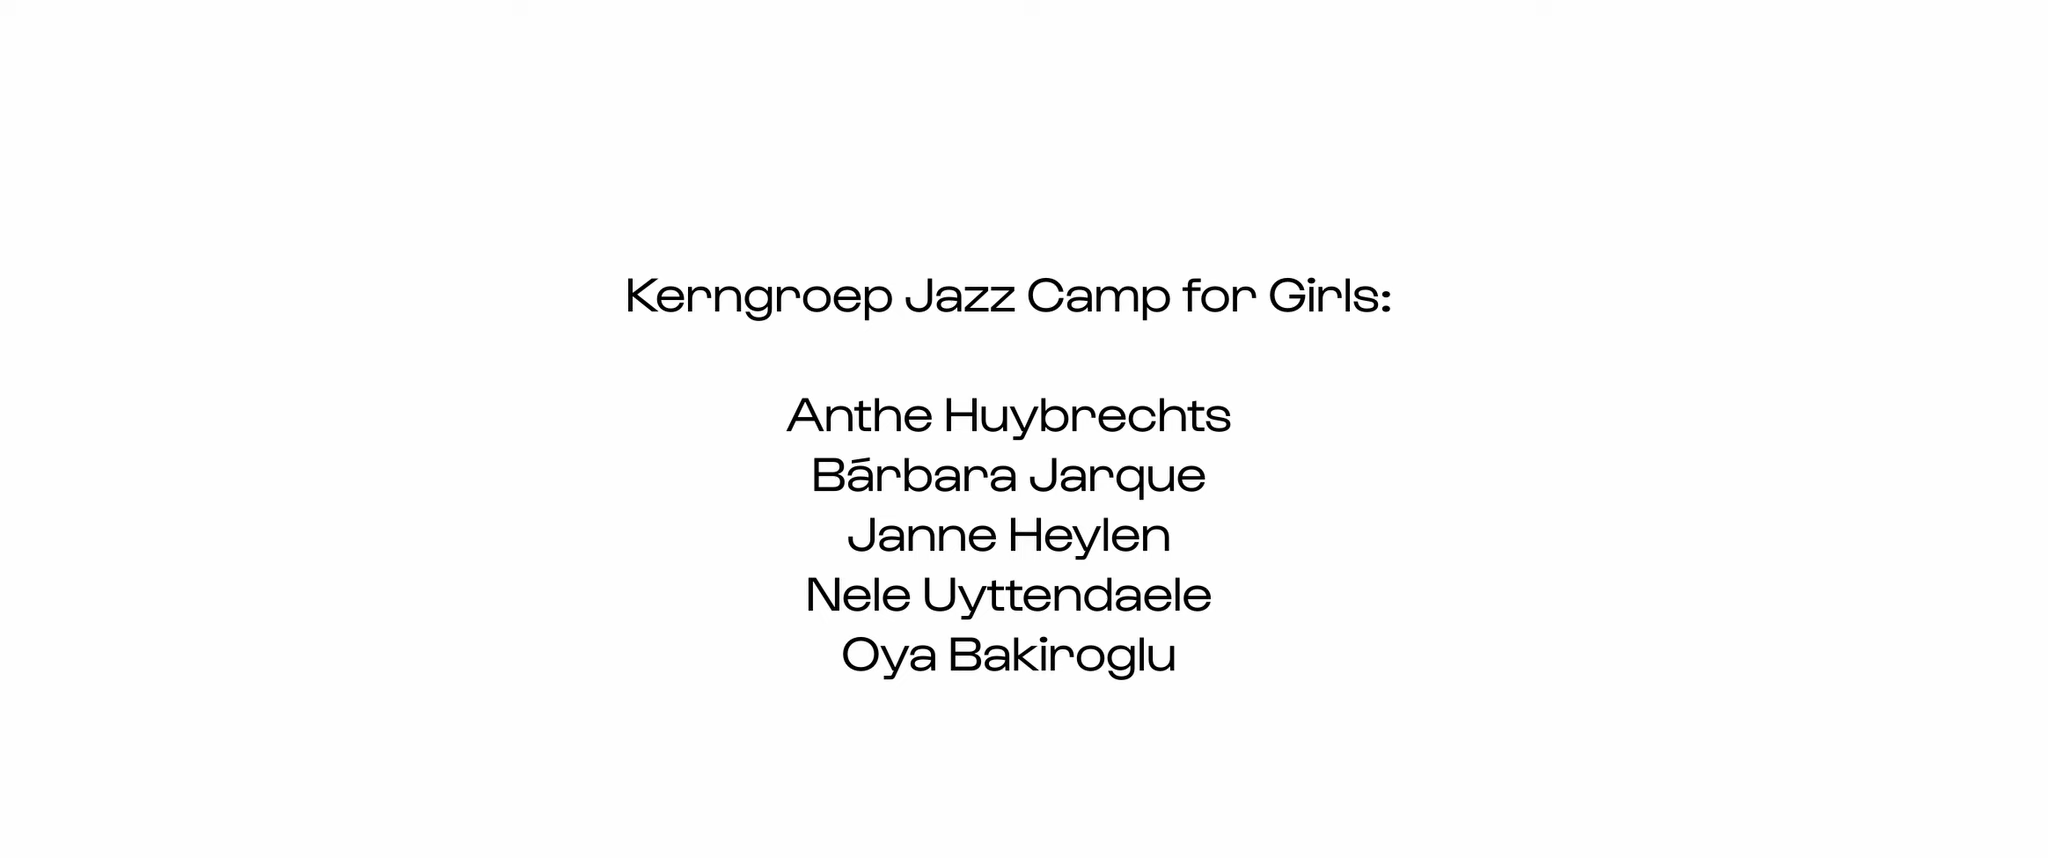 Kerngroep Jazz Camp for Girls:
Anthe Huybrechts
Bárbara Jarque
Janne Heylen
Nele Uyttendaele
Oya Bakiroglu